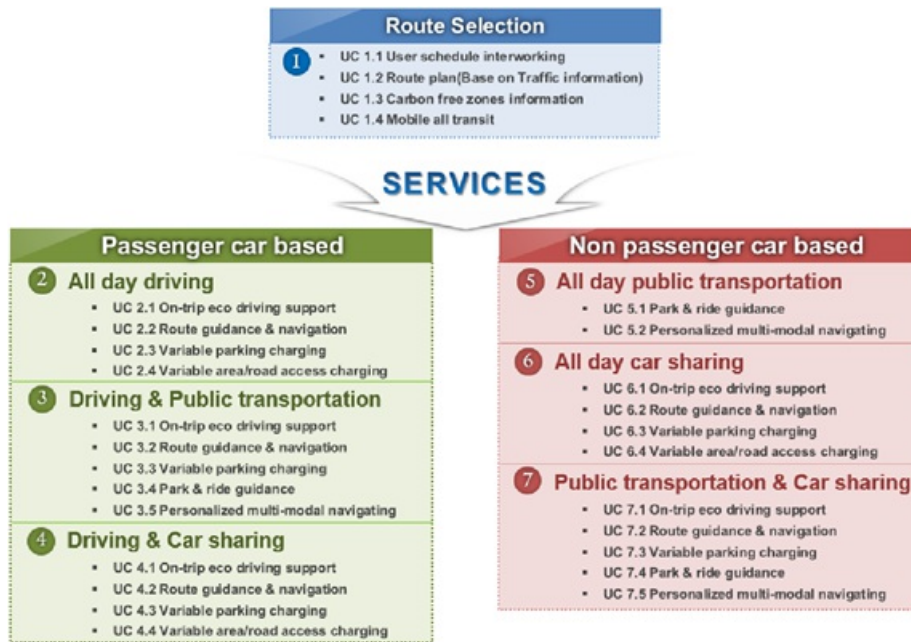 Route Selection
1
▪ UC 1.1 User schedule interworking
▪ UC 1.2 Route plan(Base on Traffic information)
▪ UC 1.3 Carbon free zones information
▪ UC 1.4 Mobile all transit
SERVICES
Passenger car based
2 All day driving
▪ UC 2.1 On-trip eco driving support
▪ UC 2.2 Route guidance & navigation
▪ UC 2.3 Variable parking charging
▪ UC 2.4 Variable area/road access charging
3 Driving & Public transportation
▪ UC 3.1 On-trip eco driving support
▪ UC 3.2 Route guidance & navigation
▪ UC 3.3 Variable parking charging
▪ UC 3.4 Park & ride guidance
▪ UC 3.5 Personalized multi-modal navigating
4 Driving & Car sharing
▪ UC 4.1 On-trip eco driving support
▪ UC 4.2 Route guidance & navigation
▪ UC 4.3 Variable parking charging
▪ UC 4.4 Variable area/road access charging
Non passenger car based
5 All day public transportation
▪ UC 5.1 Park & ride guidance
▪ UC 5.2 Personalized multi-modal navigating
6 All day car sharing
▪ UC 6.1 On-trip eco driving support
▪ UC 6.2 Route guidance & navigation
▪ UC 6.3 Variable parking charging
▪ UC 6.4 Variable area/road access charging
7 Public transportation & Car sharing
▪ UC 7.1 On-trip eco driving support
▪ UC 7.2 Route guidance & navigation
▪ UC 7.3 Variable parking charging
▪ UC 7.4 Park & ride guidance
▪ UC 7.5 Personalized multi-modal navigating